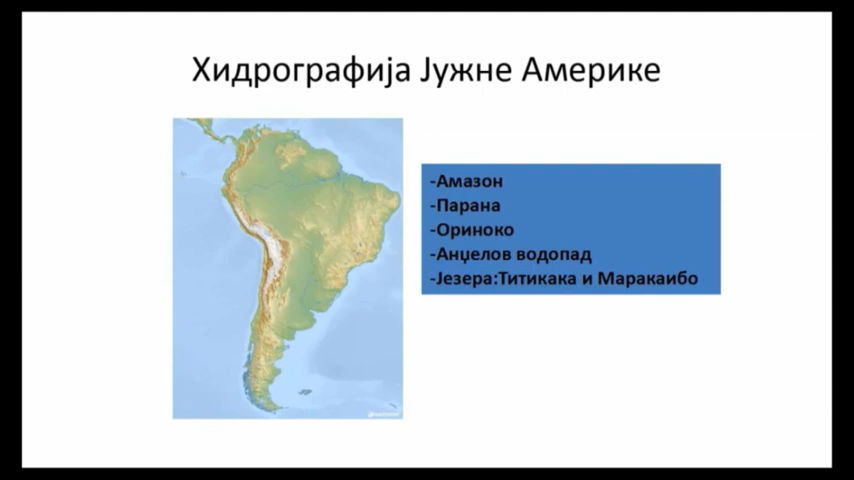 Хидрографија Јужне Америке
-Амазон
-Парана
-Ориноко
-Анџелов водопад
-Језера:Титикака и Маракаибо